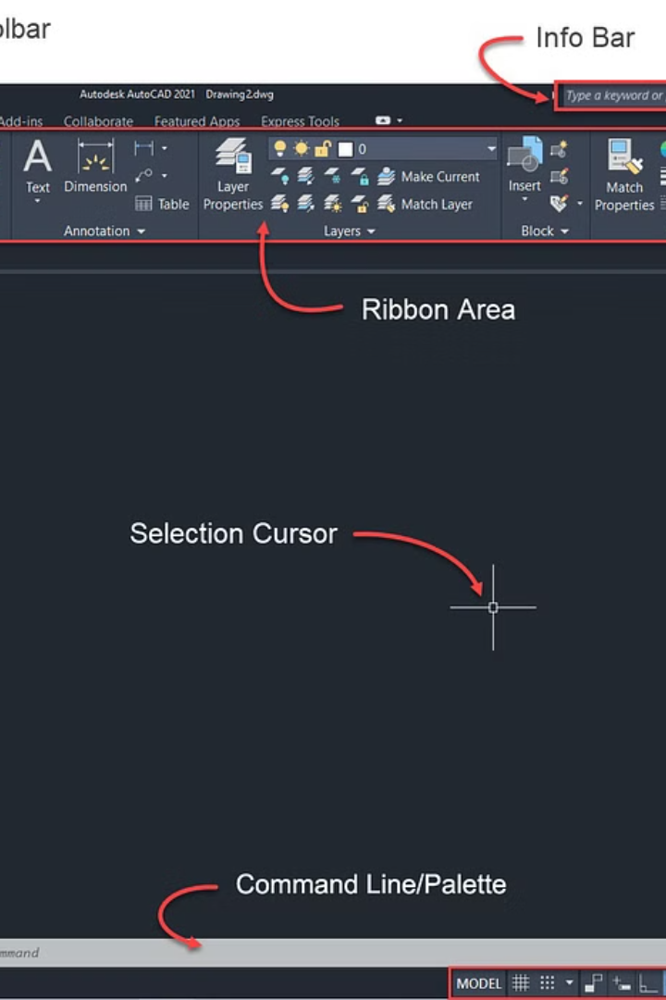 olbar
Info Bar
Autodesk AutoCAD 2021 Drawing2.dwg
Type a keyword or
Add-ins Collaborate Featured Apps Express Tools
A
0
Text
Dimension
Table
Annotation
Layer
Properties
Make Current
Match Layer
Layers
Insert
Block
Match
Properties
Ribbon Area
Selection Cursor
Command Line/Palette
mmand
MODEL